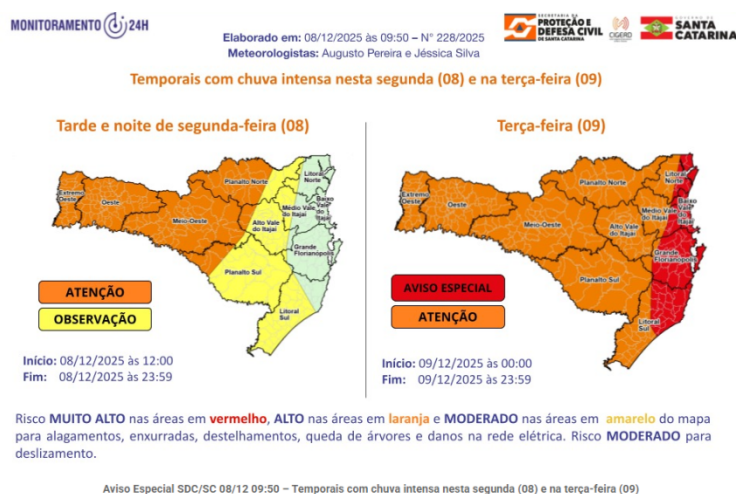 MONITORAMENTO 24H
Elaborado em: 08/12/2025 às 09:50 – N° 228/2025
Meteorologistas: Augusto Pereira e Jéssica Silva
SECRETARIA DA
PROTEÇÃO E
DEFESA CIVIL
DE SANTA CATARINA
CIGERD
GOVERNO DE
SANTA
CATARINA
Temporais com chuva intensa nesta segunda (08) e na terça-feira (09)
Tarde e noite de segunda-feira (08)
Extremo
Oeste
Oeste
Meio-Oeste
Planalto Norte
Litoral
Norte
Baixo
Vale
do
Itajaí
Médio Vale
do Itajaí
Alto Vale
do Itajaí
Grande
Florianópolis
Planalto Sul
Litoral
Sul
ATENÇÃO
OBSERVAÇÃO
Início: 08/12/2025 às 12:00
Fim: 08/12/2025 às 23:59
Terça-feira (09)
Extremo
Oeste
Oeste
Meio-Oeste
Planalto Norte
Litoral
Norte
Baixo
Vale
do
Itajaí
Médio Vale
do Itajaí
Alto Vale
do Itajaí
Grande
Florianópolis
Planalto Sul
Litoral
Sul
AVISO ESPECIAL
ATENÇÃO
Início: 09/12/2025 às 00:00
Fim: 09/12/2025 às 23:59
Risco MUITO ALTO nas áreas em vermelho, ALTO nas áreas em laranja e MODERADO nas áreas em amarelo do mapa
para alagamentos, enxurradas, destelhamentos, queda de árvores e danos na rede elétrica. Risco MODERADO para
deslizamento.
Aviso Especial SDC/SC 08/12 09:50 – Temporais com chuva intensa nesta segunda (08) e na terça-feira (09)